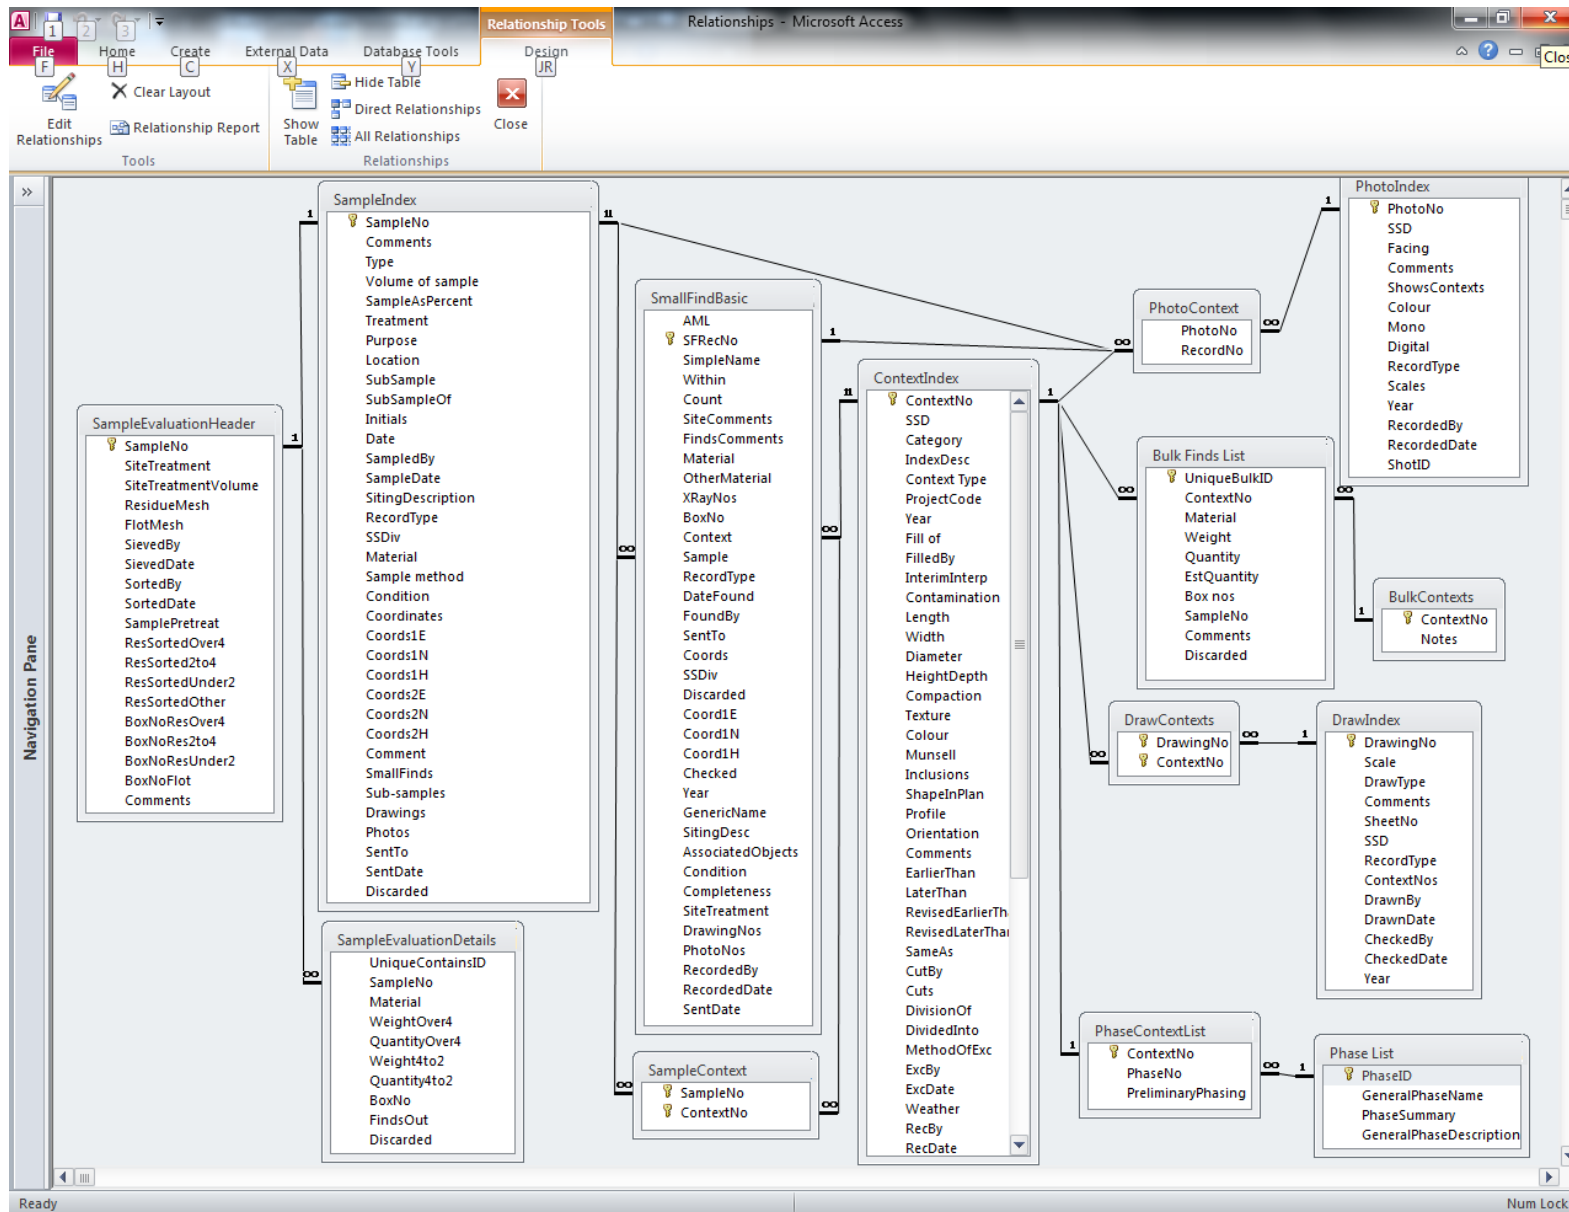 Relationship Tools
Relationships - Microsoft Access
1
2
3
File
Home
Create
External Data
Database Tools
Design
F
H
C
X
Y
JR
Edit Relationships
Clear Layout
Relationship Report
Tools
Show Table
Hide Table
Direct Relationships
All Relationships
Relationships
Close
Clos
Navigation Pane
SampleEvaluationHeader
SampleNo
SiteTreatment
SiteTreatmentVolume
ResidueMesh
FlotMesh
SievedBy
SievedDate
SortedBy
SortedDate
SamplePretreat
ResSortedOver4
ResSorted2to4
ResSortedUnder2
ResSortedOther
BoxNoResOver4
BoxNoRes2to4
BoxNoResUnder2
BoxNoFlot
Comments
SampleIndex
SampleNo
Comments
Type
Volume of sample
SampleAsPercent
Treatment
Purpose
Location
SubSample
SubSampleOf
Initials
Date
SampledBy
SampleDate
SitingDescription
RecordType
SSDiv
Material
Sample method
Condition
Coordinates
Coords1E
Coords1N
Coords1H
Coords2E
Coords2N
Coords2H
Comment
SmallFinds
Sub-samples
Drawings
Photos
SentTo
SentDate
Discarded
SampleEvaluationDetails
UniqueContainsID
SampleNo
Material
WeightOver4
QuantityOver4
Weight4to2
Quantity4to2
BoxNo
FindsOut
Discarded
SmallFindBasic
AML
SFRecNo
SimpleName
Within
Count
SiteComments
FindsComments
Material
OtherMaterial
XRayNos
BoxNo
Context
Sample
RecordType
DateFound
FoundBy
SentTo
Coords
SSDiv
Discarded
Coord1E
Coord1N
Coord1H
Checked
Year
GenericName
SitingDesc
AssociatedObjects
Condition
Completeness
SiteTreatment
DrawingNos
PhotoNos
RecordedBy
RecordedDate
SentDate
SampleContext
SampleNo
ContextNo
ContextIndex
ContextNo
SSD
Category
IndexDesc
Context Type
ProjectCode
Year
Fill of
FilledBy
InterimInterp
Contamination
Length
Width
Diameter
HeightDepth
Compaction
Texture
Colour
Munsell
Inclusions
ShapeInPlan
Profile
Orientation
Comments
EarlierThan
LaterThan
RevisedEarlierTha
RevisedLaterThan
SameAs
CutBy
Cuts
DivisionOf
DividedInto
MethodOfExc
ExcBy
ExcDate
Weather
RecBy
RecDate
PhotoContext
PhotoNo
RecordNo
PhotoIndex
PhotoNo
SSD
Facing
Comments
ShowsContexts
Colour
Mono
Digital
RecordType
Scales
Year
RecordedBy
RecordedDate
ShotID
Bulk Finds List
UniqueBulkID
ContextNo
Material
Weight
Quantity
EstQuantity
Box nos
SampleNo
Comments
Discarded
BulkContexts
ContextNo
Notes
DrawContexts
DrawingNo
ContextNo
DrawIndex
DrawingNo
Scale
DrawType
Comments
SheetNo
SSD
RecordType
ContextNos
DrawnBy
DrawnDate
CheckedBy
CheckedDate
Year
PhaseContextList
ContextNo
PhaseNo
PreliminaryPhasing
Phase List
PhaseID
GeneralPhaseName
PhaseSummary
GeneralPhaseDescription
Ready
Num Lock